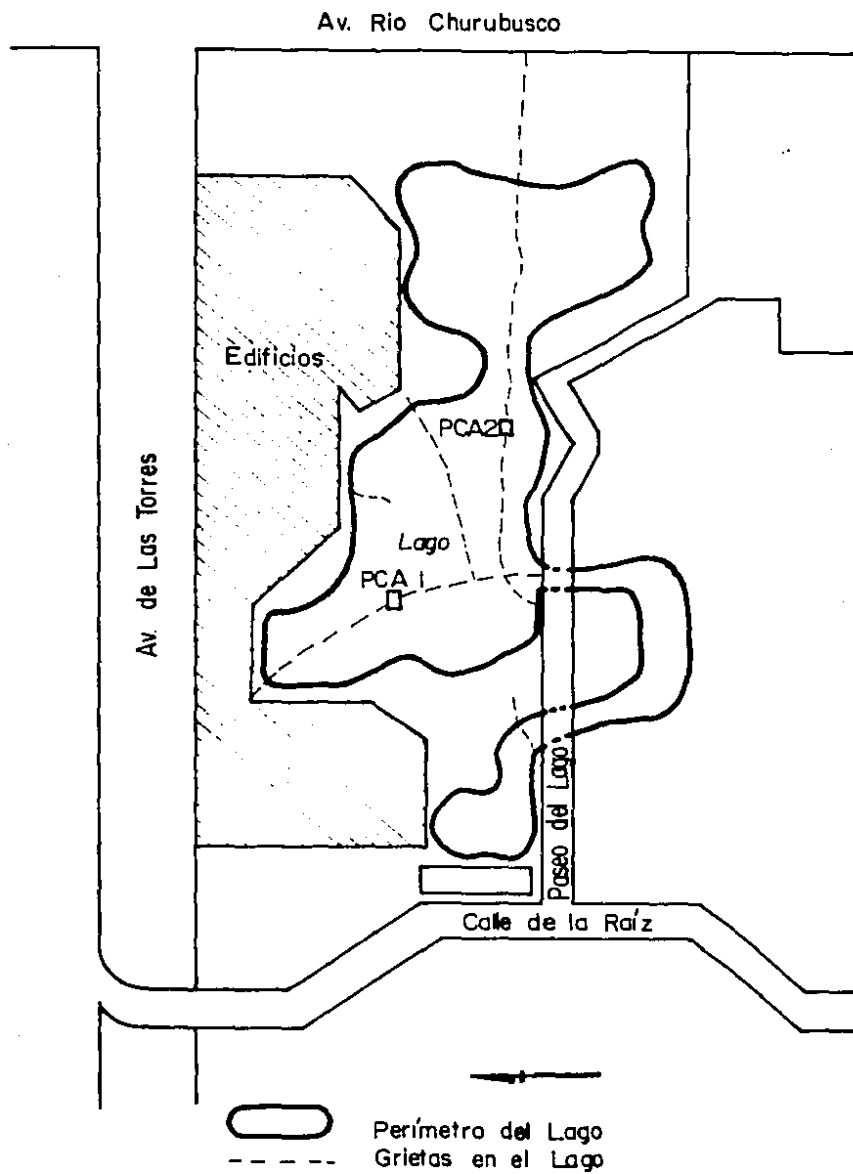 Av. Rio Churubusco
Edificios
PCA2
Av. de Las Torres
Lago
PCA 1
Paseo del Lago
Calle de la Raíz
Perímetro del Lago
Grietas en el Lago